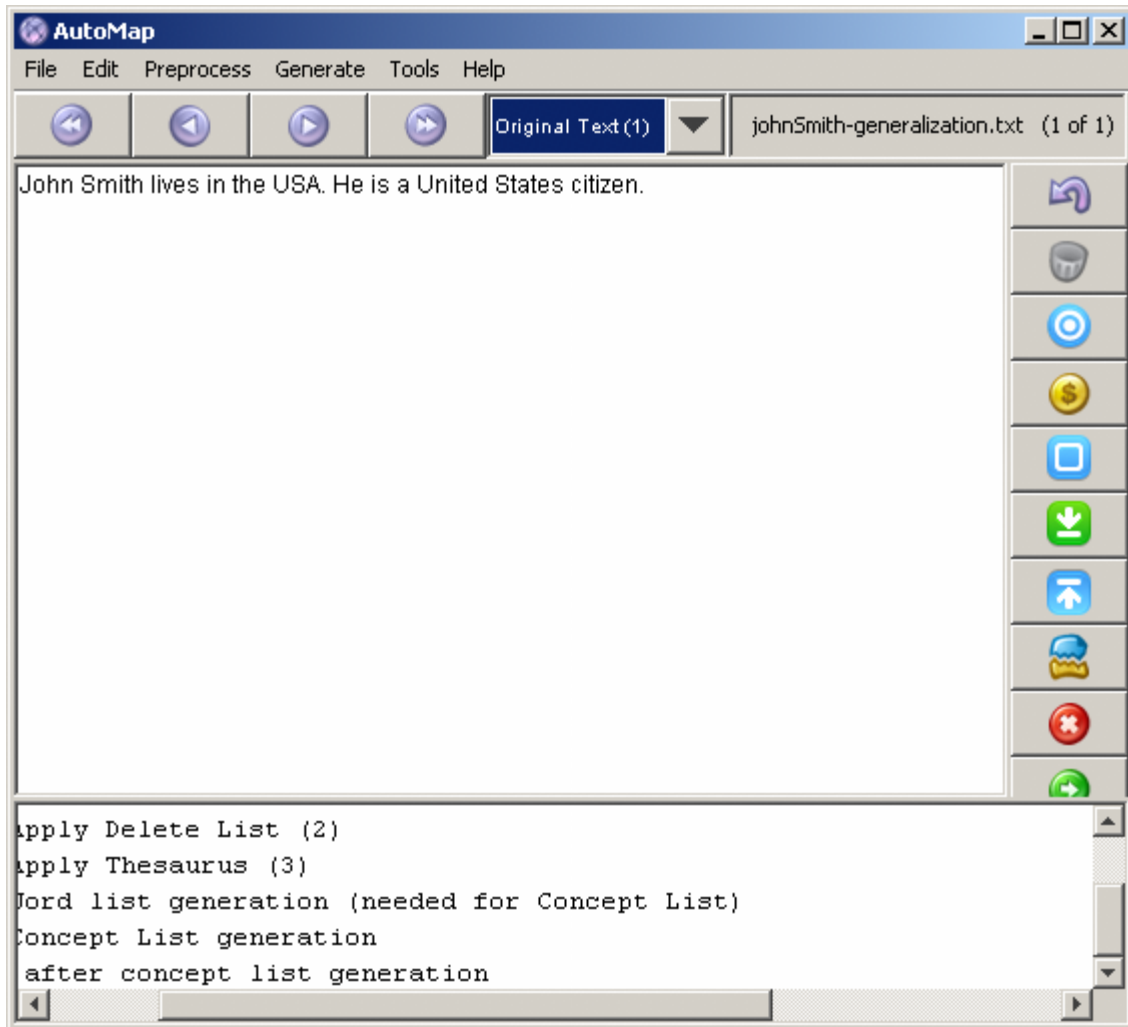 AutoMap
File Edit Preprocess Generate Tools Help
Original Text (1) johnSmith-generalization.txt (1 of 1)
John Smith lives in the USA. He is a United States citizen.
$
pply Delete List (2)
pply Thesaurus (3)
ord list generation (needed for Concept List)
oncept List generation
after concept list generation